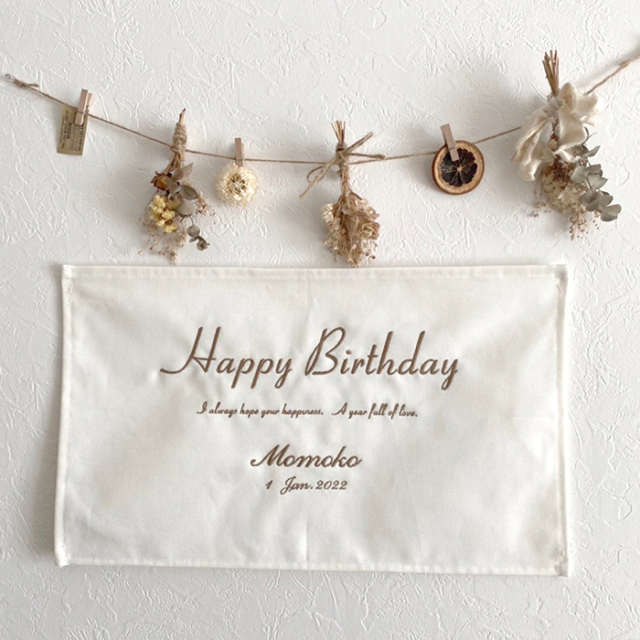 Happy Birthday
I always hope your happiness. A year full of love.
Momoko
1 Jan.2022